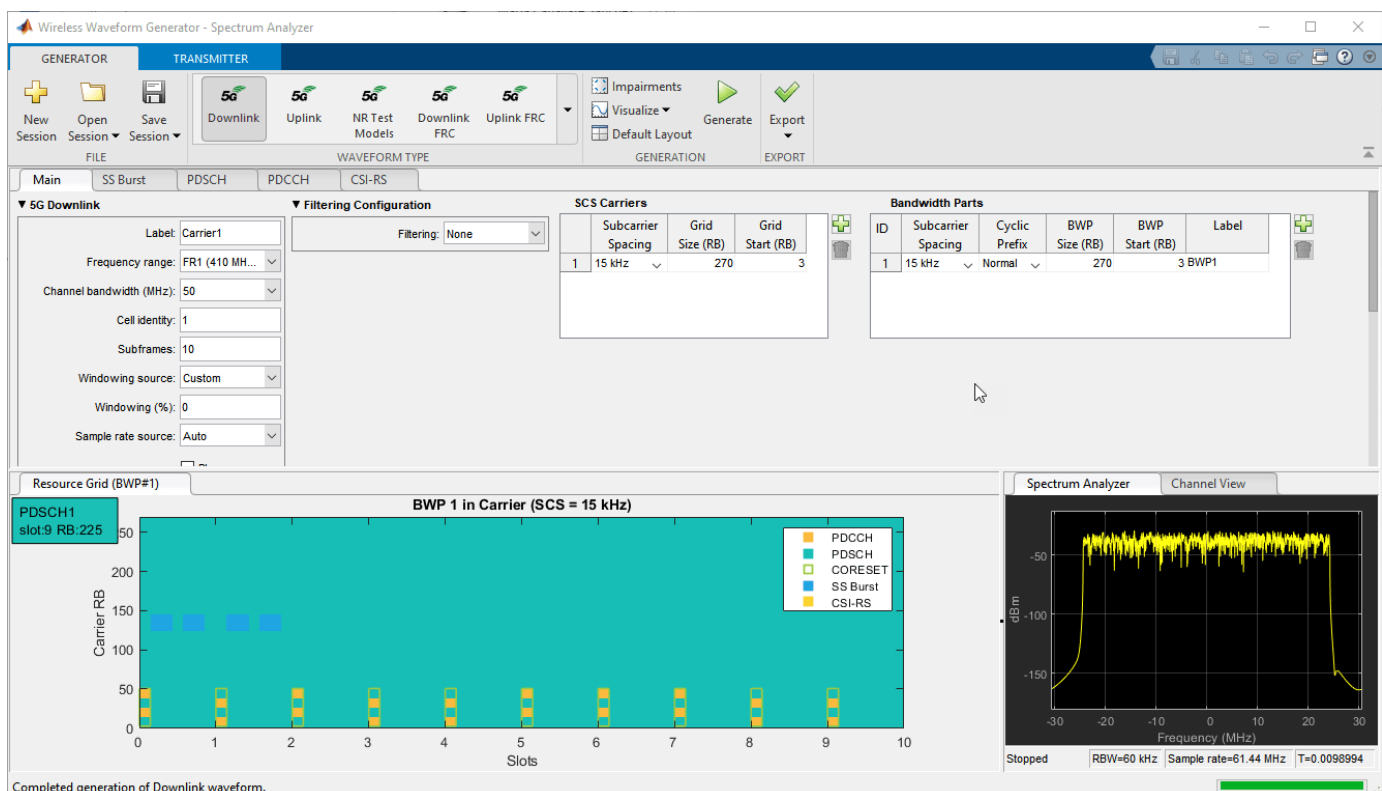 Wireless Waveform Generator - Spectrum Analyzer
GENERATOR TRANSMITTER
New Session
Open Session
Save Session
FILE
5G Downlink
5G Uplink
5G NR Test Models
5G Downlink FRC
5G Uplink FRC
WAVEFORM TYPE
Impairments
Visualize
Default Layout
Generate
GENERATION
Export
EXPORT
Main SS Burst PDSCH PDCCH CSI-RS
5G Downlink
Label: Carrier1
Frequency range: FR1 (410 MH...
Channel bandwidth (MHz): 50
Cell identity: 1
Subframes: 10
Windowing source: Custom
Windowing (%): 0
Sample rate source: Auto
Filtering Configuration
Filtering: None
SCS Carriers
Subcarrier Spacing Grid Size (RB) Grid Start (RB)
1 15 kHz 270 3
Bandwidth Parts
ID Subcarrier Spacing Cyclic Prefix BWP Size (RB) BWP Start (RB) Label
1 15 kHz Normal 270 3 BWP1
Resource Grid (BWP#1)
PDSCH1
slot:9 RB:225
BWP 1 in Carrier (SCS = 15 kHz)
PDCCH
PDSCH
CORESET
SS Burst
CSI-RS
Carrier RB
50
200
150
100
50
0
0 1 2 3 4 5 6 7 8 9 10
Slots
Spectrum Analyzer Channel View
dBm
-50
-100
-150
-30 -20 -10 0 10 20 30
Frequency (MHz)
Stopped RBW=60 kHz Sample rate=61.44 MHz T=0.0098994
Completed generation of Downlink waveform.